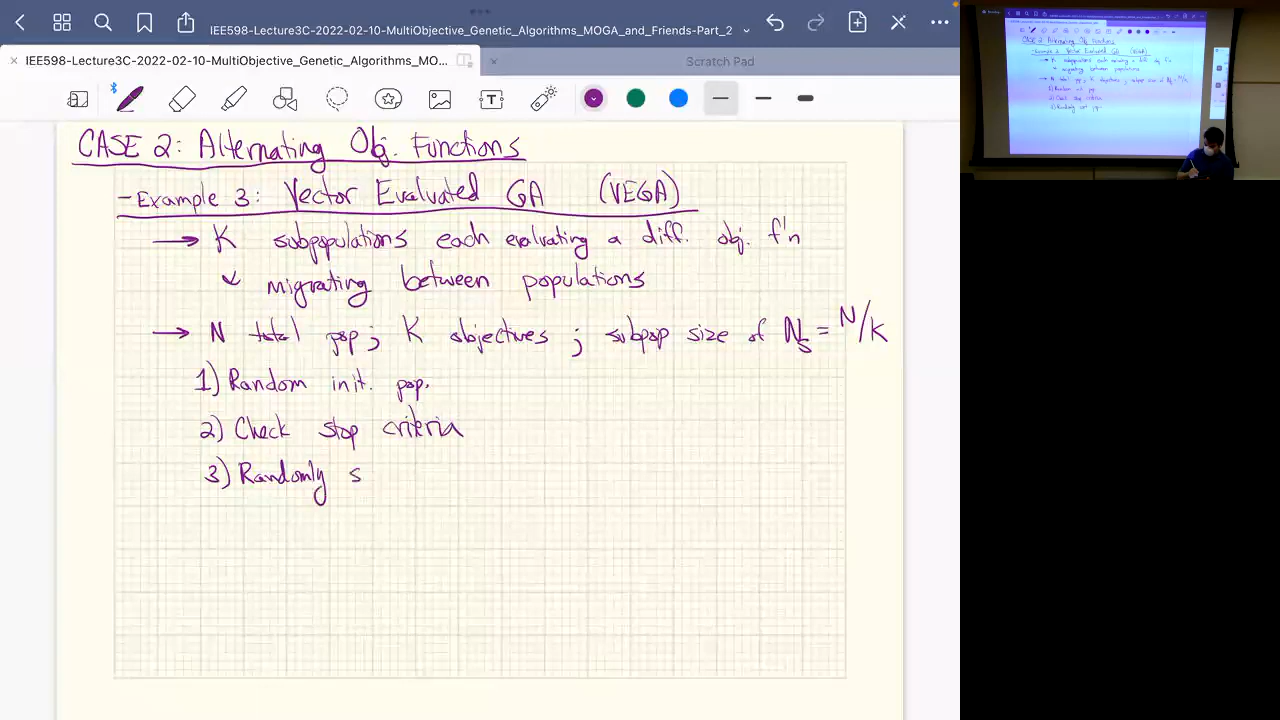 IEE598-Lecture3C-2022-02-10-MultiObjective_Genetic_Algorithms_MOGA_and_Friends-Part_2
IEE598-Lecture3C-2022-02-10-MultiObjective_Genetic_Algorithms_MC...
Scratch Pad
CASE 2: Alternating Obj. Functions
- Example 3: Vector Evaluated GA (VEGA)
→ K subpopulations each evaluating a diff. obj. f'n
migrating between populations
→ N total pop; K objectives; subpop size of Ns = N/K
1) Random init. pop.
2) Check stop criteria
3) Randomly s